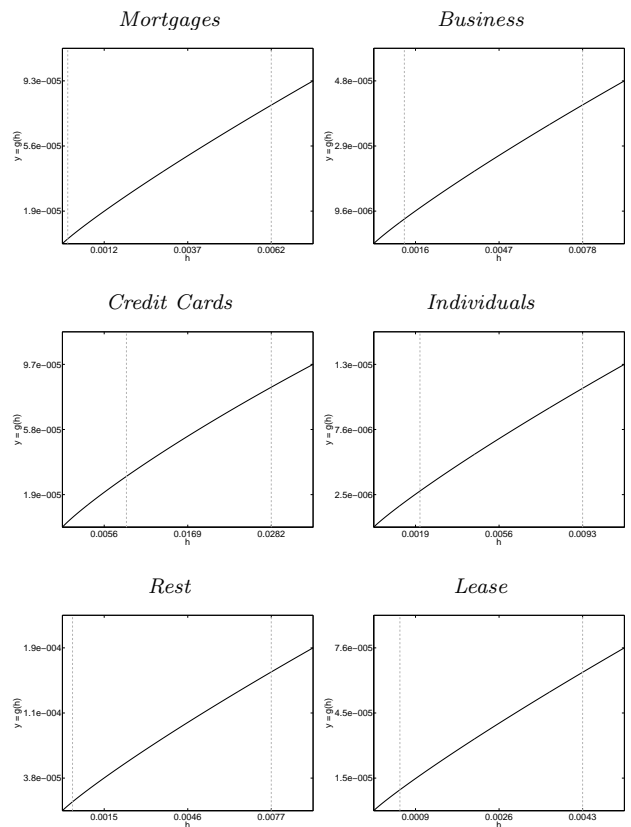 Mortgages
9.3e−005
5.6e−005
1.9e−005
y = g(h)
0.0012 0.0037 0.0062
h
Business
4.8e−005
2.9e−005
9.6e−006
y = g(h)
0.0016 0.0047 0.0078
h
Credit Cards
9.7e−005
5.8e−005
1.9e−005
y = g(h)
0.0056 0.0169 0.0282
h
Individuals
1.3e−005
7.6e−006
2.5e−006
y = g(h)
0.0019 0.0056 0.0093
h
Rest
1.9e−004
1.1e−004
3.8e−005
y = g(h)
0.0015 0.0046 0.0077
h
Lease
7.6e−005
4.5e−005
1.5e−005
y = g(h)
0.0009 0.0026 0.0043
h